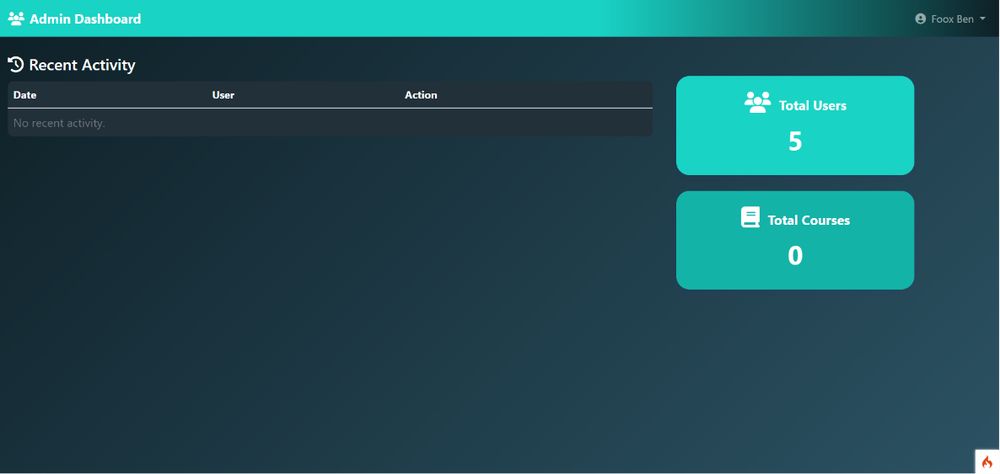 Admin Dashboard
Foox Ben
Recent Activity
Date User Action
No recent activity.
Total Users
5
Total Courses
0